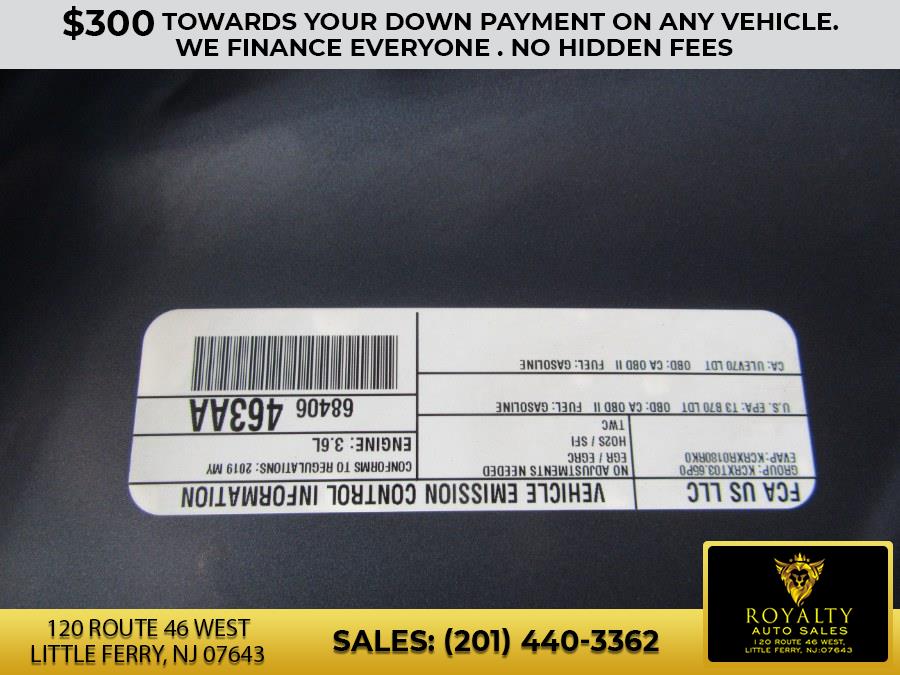 $300 TOWARDS YOUR DOWN PAYMENT ON ANY VEHICLE.
WE FINANCE EVERYONE . NO HIDDEN FEES
FCA US LLC
VEHICLE EMISSION CONTROL INFORMATION
GROUP: KCRXT03.65P0
EVAP: KCRXR0180RK0
NO ADJUSTMENTS NEEDED
EGR / EGRC
HO2S / SFI
TWC
CONFORMS TO REGULATIONS: 2019 MY
ENGINE: 3.6L
U.S. EPA: T3 B70 LDT OBD: CA OBD II FUEL: GASOLINE
CA: ULEV70 LDT OBD: CA OBD II FUEL: GASOLINE
68406 463AA
120 ROUTE 46 WEST
LITTLE FERRY, NJ 07643
SALES: (201) 440-3362
ROYALTY
AUTO SALES
120 ROUTE 46 WEST,
LITTLE FERRY, NJ:07643